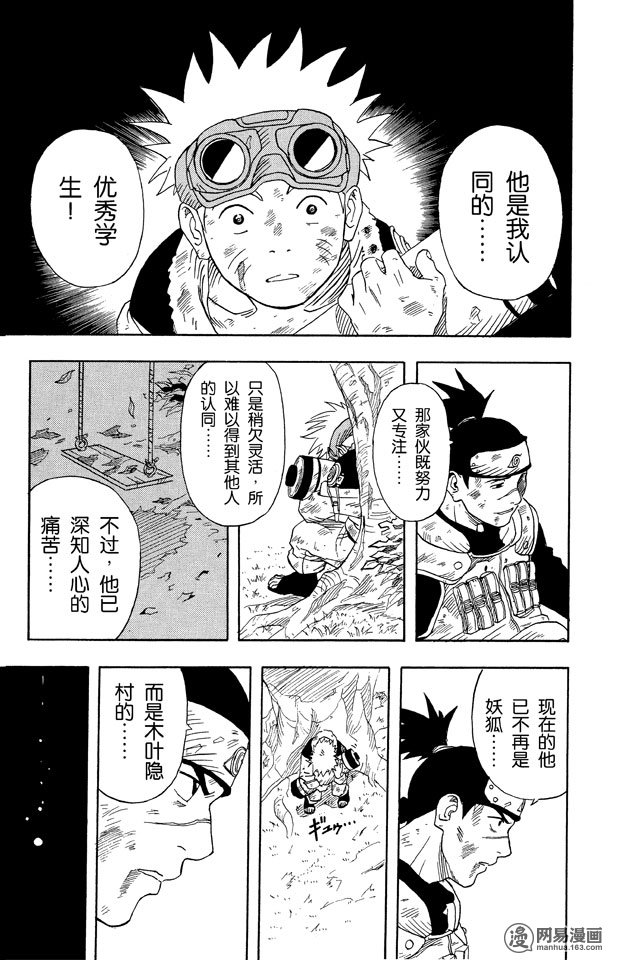 他是我认
同的……
优秀学
生！
那家伙既努力
又专注……
只是稍欠灵活，所
以难以得到其他人
的认同……
不过，他已
深知人心的
痛苦……
现在的他
已不再是
妖狐…
ギュゥ…
而是木叶隐
村的……
漫
网易漫画
manhua.163.com